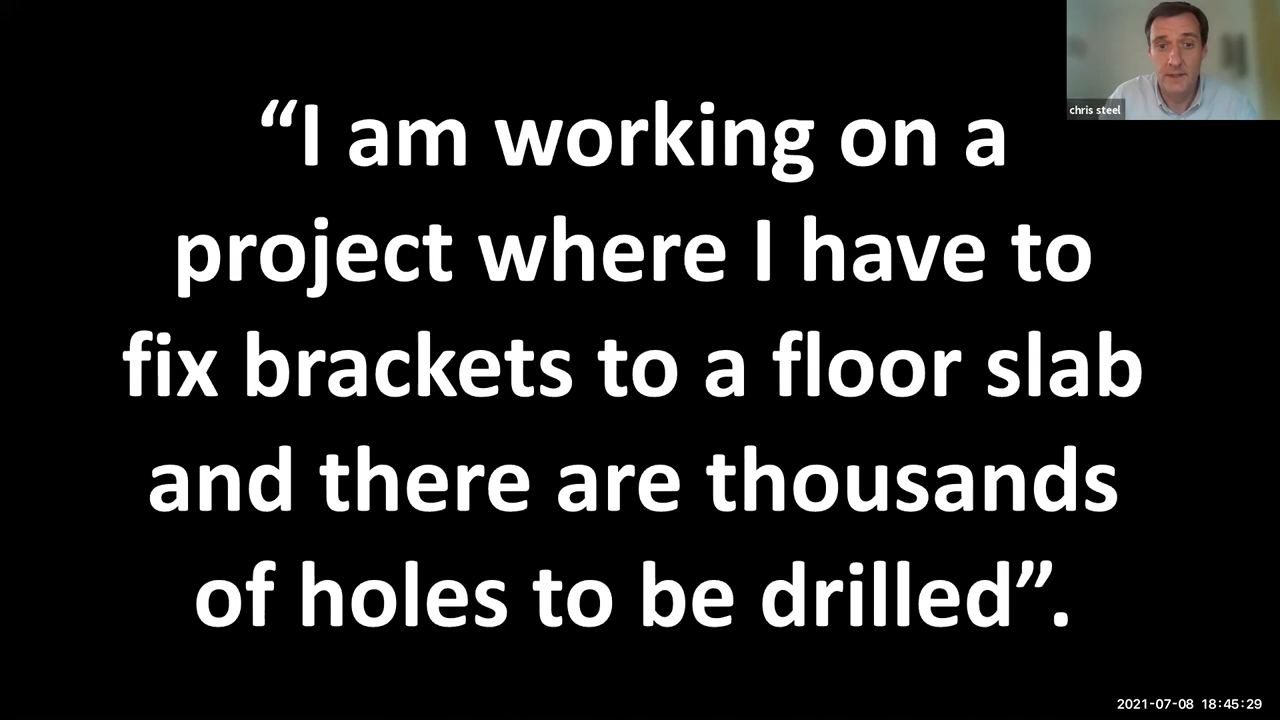 chris steel
“I am working on a
project where I have to
fix brackets to a floor slab
and there are thousands
of holes to be drilled”.
2021-07-08 18:45:29